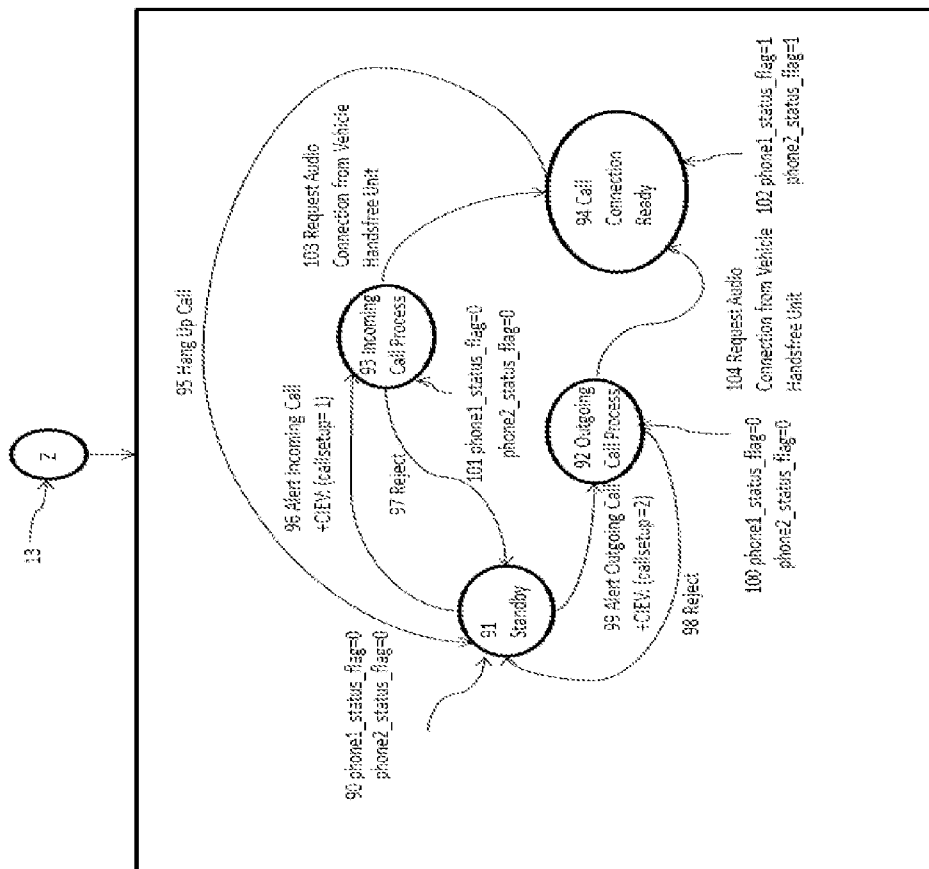 13
Z
95 Hang Up Call
90 phone1_status_flag=0
phone2_status_flag=0
96 Alert Incoming Call
+CIEV: (callsetup= 1)
103 Request Audio
Connection from Vehicle
Handsfree Unit
93 Incoming
Call Process
97 Reject
101 phone1_status_flag=0
phone2_status_flag=0
91
Standby
94 Call
Connection
Ready
92 Outgoing
Call Process
99 Alert Outgoing Call
+CIEV: (callsetup =2)
98 Reject
100 phone1_status_flag=0
phone2_status_flag=0
104 Request Audio
Connection from Vehicle
Handsfree Unit
102 phone1_status_flag=1
phone2_status_flag=1